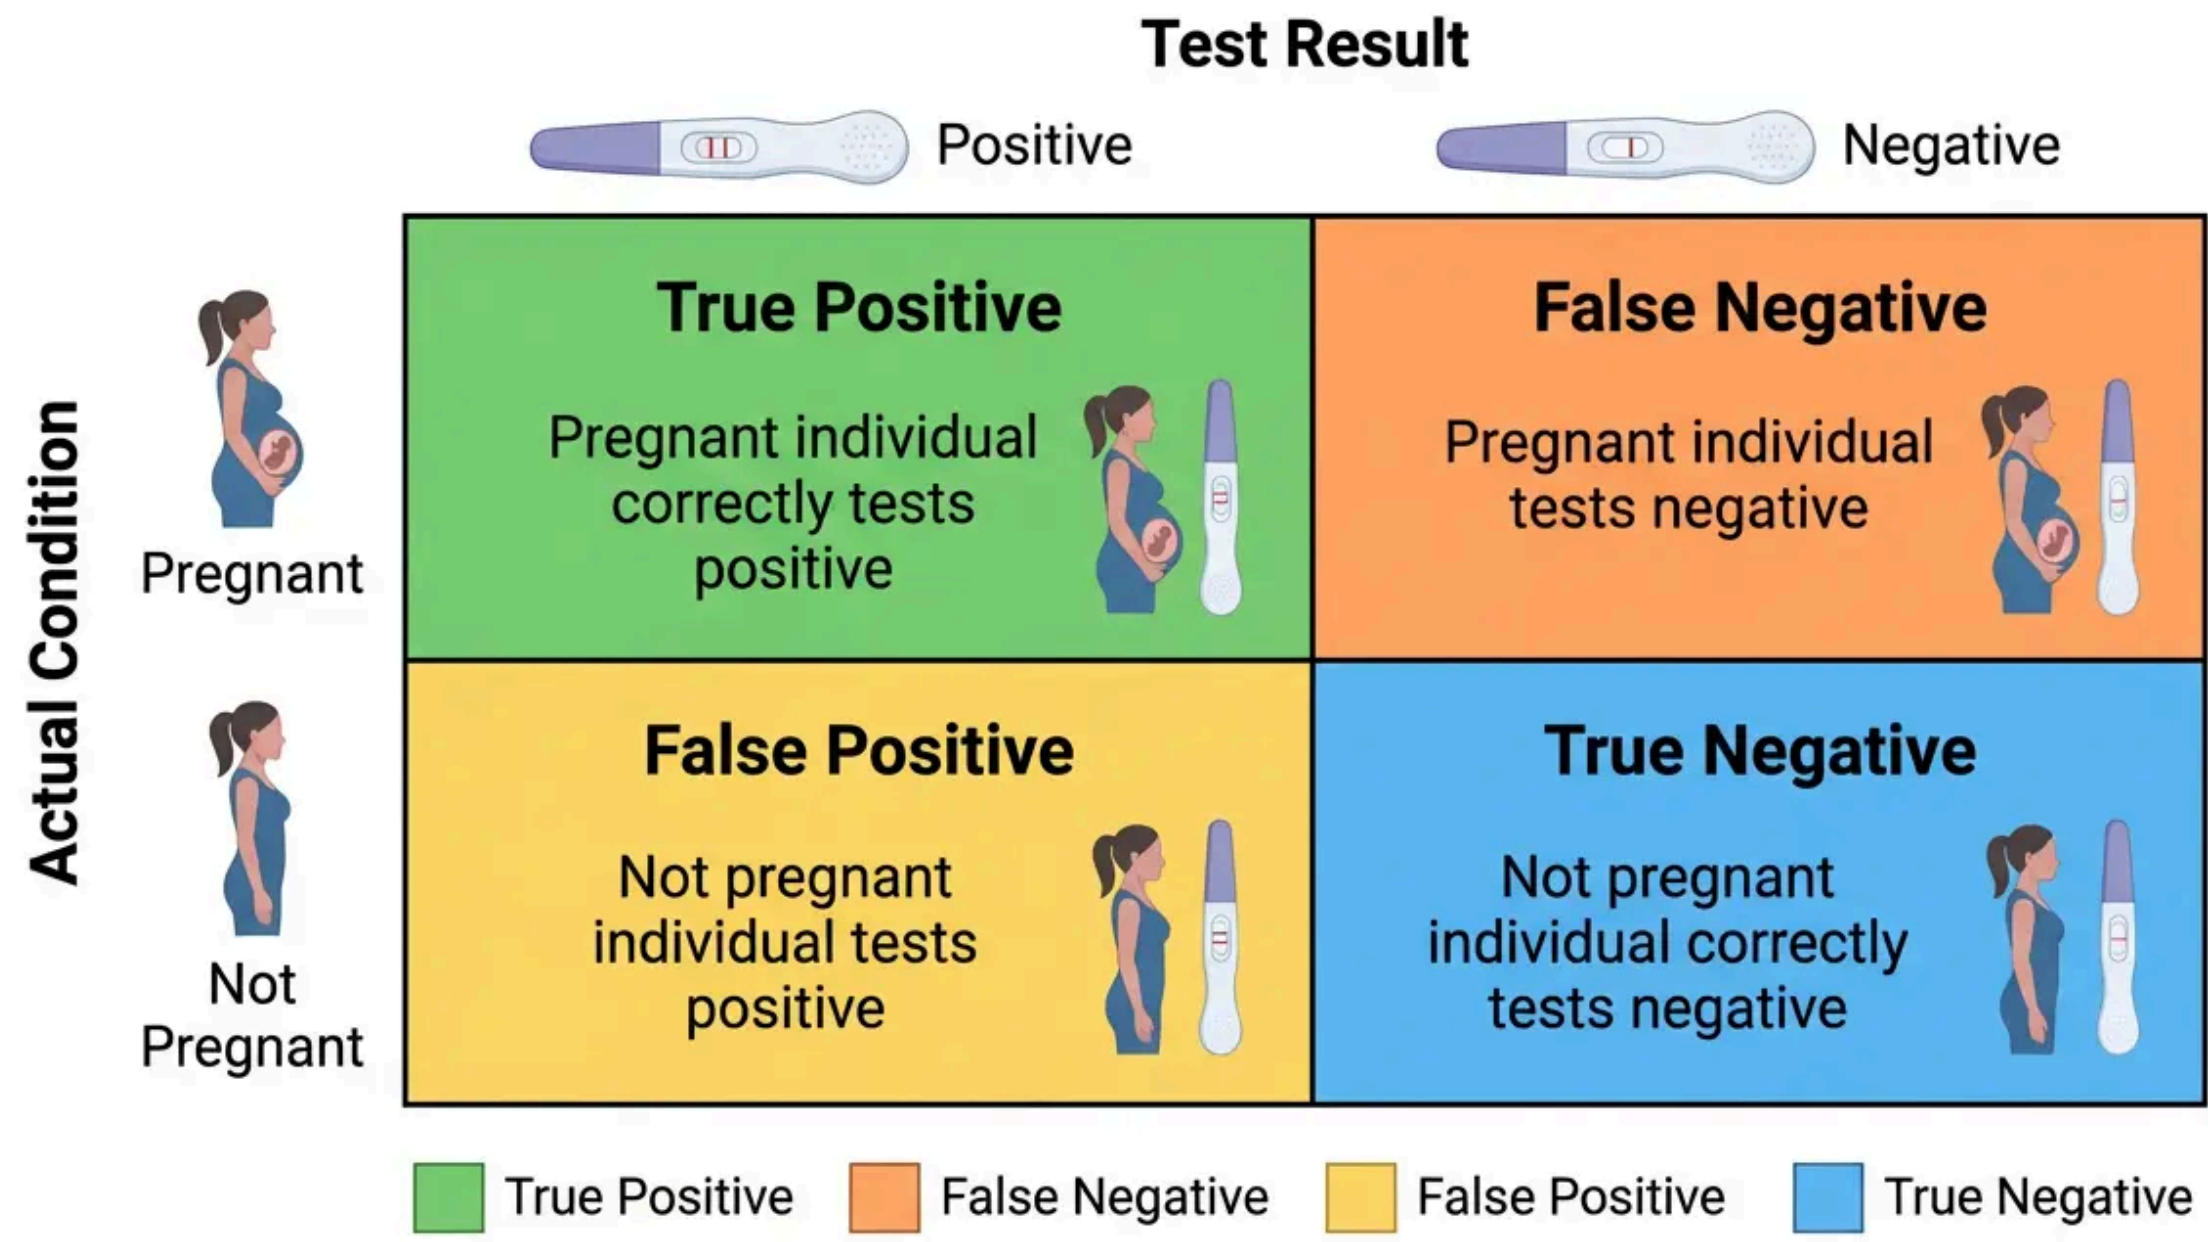 Test Result
Positive
Negative
Actual Condition
Pregnant
Not
Pregnant
True Positive
Pregnant individual
correctly tests
positive
False Negative
Pregnant individual
tests negative
False Positive
Not pregnant
individual tests
positive
True Negative
Not pregnant
individual correctly
tests negative
True Positive
False Negative
False Positive
True Negative